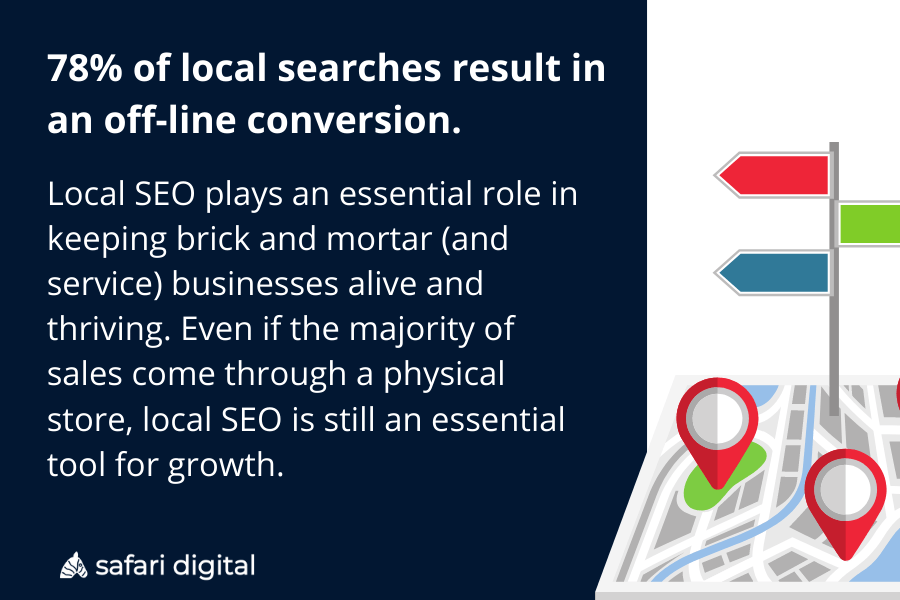 78% of local searches result in
an off-line conversion.
Local SEO plays an essential role in
keeping brick and mortar (and
service) businesses alive and
thriving. Even if the majority of
sales come through a physical
store, local SEO is still an essential
tool for growth.
safari digital